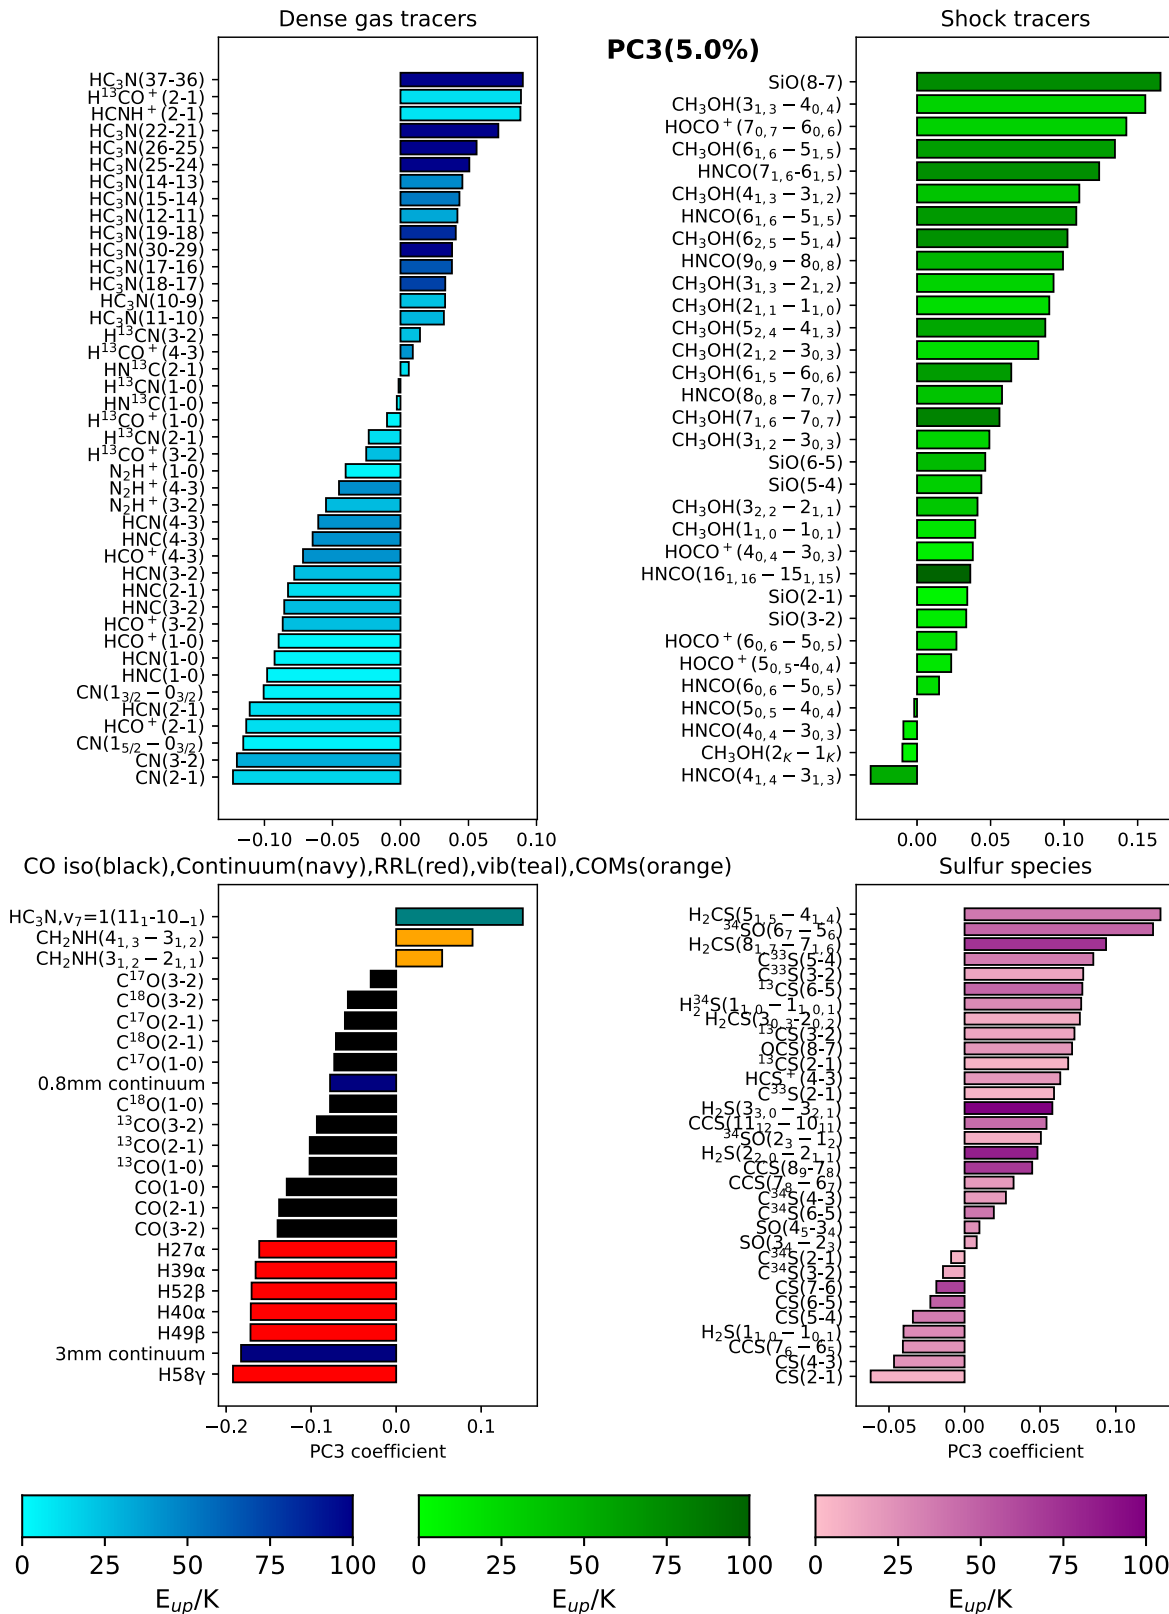 Dense gas tracers
HC₃N(37-36)
H¹³CO⁺(2-1)
HCNH⁺(2-1)
HC₃N(22-21)
HC₃N(26-25)
HC₃N(25-24)
HC₃N(14-13)
HC₃N(15-14)
HC₃N(12-11)
HC₃N(19-18)
HC₃N(30-29)
HC₃N(17-16)
HC₃N(18-17)
HC₃N(10-9)
HC₃N(11-10)
H¹³CN(3-2)
H¹³CO⁺(4-3)
HN¹³C(2-1)
H¹³CN(1-0)
HN¹³C(1-0)
H¹³CO⁺(1-0)
H¹³CN(2-1)
H¹³CO⁺(3-2)
N₂H⁺(1-0)
N₂H⁺(4-3)
N₂H⁺(3-2)
HCN(4-3)
HNC(4-3)
HCO⁺(4-3)
HCN(3-2)
HNC(2-1)
HNC(3-2)
HCO⁺(3-2)
HCO⁺(1-0)
HCN(1-0)
HNC(1-0)
CN(1₃/₂ − 0₃/₂)
HCN(2-1)
HCO⁺(2-1)
CN(1₅/₂ − 0₃/₂)
CN(3-2)
CN(2-1)
−0.10 −0.05 0.00 0.05 0.10
PC3(5.0%)
Shock tracers
SiO(8-7)
CH₃OH(3₁,₃ − 4₀,₄)
HOCO⁺(7₀,₇ − 6₀,₆)
CH₃OH(6₁,₆ − 5₁,₅)
HNCO(7₁,₆-6₁,₅)
CH₃OH(4₁,₃ − 3₁,₂)
HNCO(6₁,₆ − 5₁,₅)
CH₃OH(6₂,₅ − 5₁,₄)
HNCO(9₀,₉ − 8₀,₈)
CH₃OH(3₁,₃ − 2₁,₂)
CH₃OH(2₁,₁ − 1₁,₀)
CH₃OH(5₂,₄ − 4₁,₃)
CH₃OH(2₁,₂ − 3₀,₃)
CH₃OH(6₁,₅ − 6₀,₆)
HNCO(8₀,₈ − 7₀,₇)
CH₃OH(7₁,₆ − 7₀,₇)
CH₃OH(3₁,₂ − 3₀,₃)
SiO(6-5)
SiO(5-4)
CH₃OH(3₂,₂ − 2₁,₁)
CH₃OH(1₁,₀ − 1₀,₁)
HOCO⁺(4₀,₄ − 3₀,₃)
HNCO(16₁,₁₆ − 15₁,₁₅)
SiO(2-1)
SiO(3-2)
HOCO⁺(6₀,₆ − 5₀,₅)
HOCO⁺(5₀,₅-4₀,₄)
HNCO(6₀,₆ − 5₀,₅)
HNCO(5₀,₅ − 4₀,₄)
HNCO(4₀,₄ − 3₀,₃)
CH₃OH(2_K − 1_K)
HNCO(4₁,₄ − 3₁,₃)
0.00 0.05 0.10 0.15
CO iso(black),Continuum(navy),RRL(red),vib(teal),COMs(orange)
HC₃N,v₇=1(11₁-10₋₁)
CH₂NH(4₁,₃ − 3₁,₂)
CH₂NH(3₁,₂ − 2₁,₁)
C¹⁷O(3-2)
C¹⁸O(3-2)
C¹⁷O(2-1)
C¹⁸O(2-1)
C¹⁷O(1-0)
0.8mm continuum
C¹⁸O(1-0)
¹³CO(3-2)
¹³CO(2-1)
¹³CO(1-0)
CO(1-0)
CO(2-1)
CO(3-2)
H27α
H39α
H52β
H40α
H49β
3mm continuum
H58γ
−0.2 −0.1 0.0 0.1
PC3 coefficient
Sulfur species
H₂CS(5₁,₅ − 4₁,₄)
³⁴SO(6₇ − 5₆)
H₂CS(8₁,₇ − 7₁,₆)
C³³S(5-4)
C³³S(3-2)
¹³CS(6-5)
H₂³⁴S(1₁,₀ − 1₁,₀,₁)
H₂CS(3₀,₃-2₀,₂)
¹³CS(3-2)
OCS(8-7)
¹³CS(2-1)
HCS⁺(4-3)
C³³S(2-1)
H₂S(3₃,₀ − 3₂,₁)
CCS(11₁₂ − 10₁₁)
³⁴SO(2₃ − 1₂)
H₂S(2₂,₀ − 2₁,₁)
CCS(8₉-7₈)
CCS(7₈ − 6₇)
C³⁴S(4-3)
C³⁴S(6-5)
SO(4₅-3₄)
SO(3₄ − 2₃)
C³⁴S(2-1)
C³⁴S(3-2)
CS(7-6)
CS(6-5)
CS(5-4)
H₂S(1₁,₀ − 1₀,₁)
CCS(7₆ − 6₅)
CS(4-3)
CS(2-1)
−0.05 0.00 0.05 0.10
PC3 coefficient
0 25 50 75 100
E_up/K
0 25 50 75 100
E_up/K
0 25 50 75 100
E_up/K